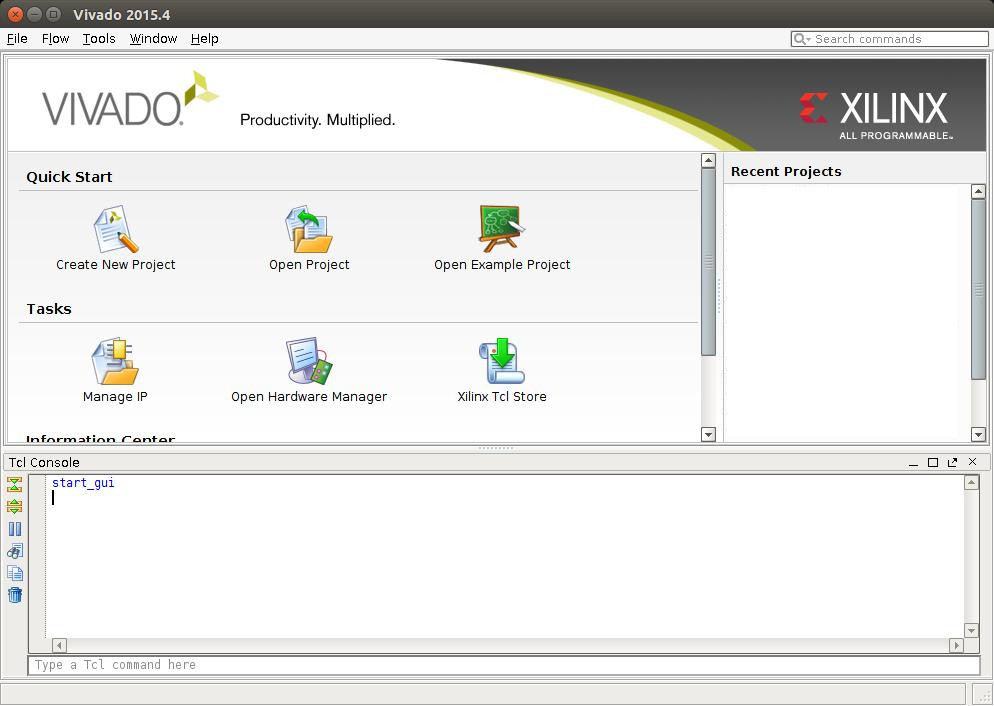 Vivado 2015.4
File Flow Tools Window Help
Search commands
VIVADO.
Productivity. Multiplied.
XILINX
ALL PROGRAMMABLE™
Quick Start
Recent Projects
Create New Project
Open Project
Open Example Project
Tasks
Manage IP
Open Hardware Manager
Xilinx Tcl Store
Information Center
Tcl Console
start_gui
Type a Tcl command here